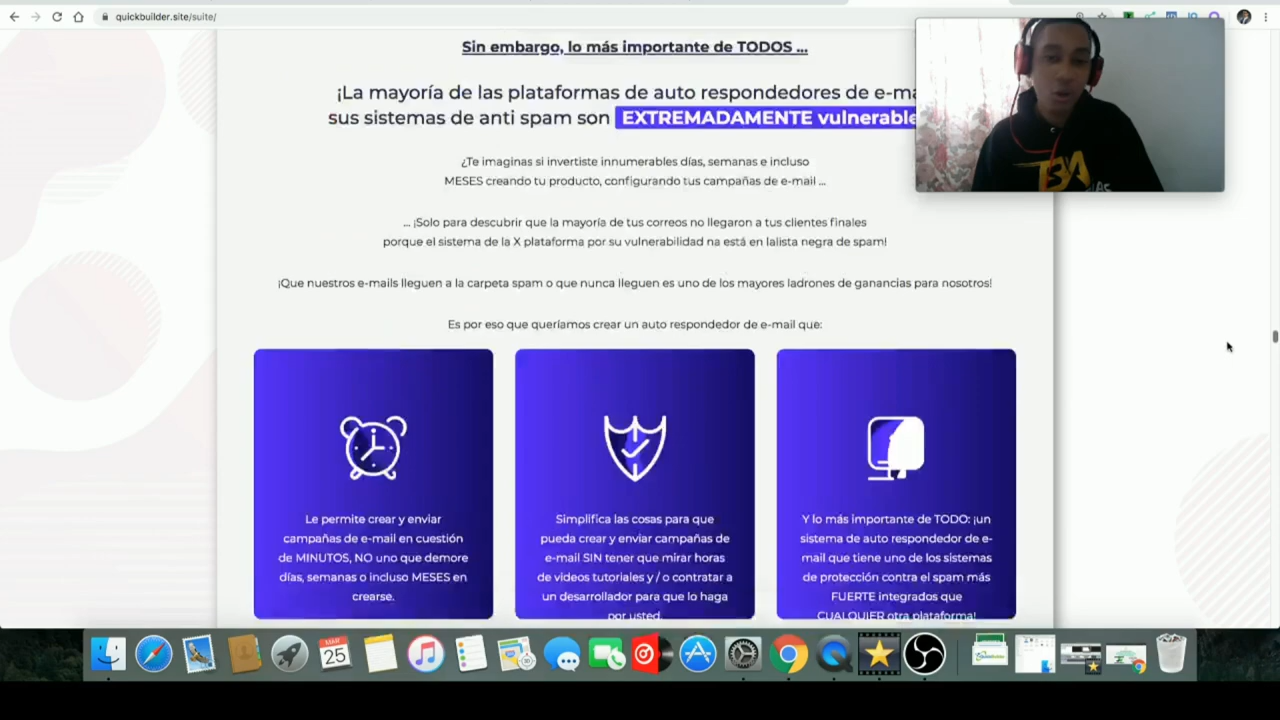 quickbuilder.site/suite/
Sin embargo, lo más importante de TODOS ...
¡La mayoría de las plataformas de auto respondedores de
sus sistemas de anti spam son EXTREMADAMENTE
¿Te imaginas si invertiste innumerables días, semanas e incluso
MESES creando tu producto, configurando tus campañas de e-mail ...
... ¡Solo para descubrir que la mayoría de tus correos no llegaron a tus clientes finales
porque el sistema de la X plataforma por su vulnerabilidad na está en lalista negra de spam!
¡Que nuestros e-mails lleguen a la carpeta spam o que nunca lleguen es uno de los mayores ladrones de ganancias para nosotros!
Es por eso que queríamos crear un auto respondedor de e-mail que:
Le permite crear y enviar
campañas de e-mail en cuestión
de MINUTOS, NO uno que demore
días, semanas o incluso MESES en
crearse.
Simplifica las cosas para que
pueda crear y enviar campañas de
e-mail SIN tener que mirar horas
de videos tutoriales y / o contratar a
un desarrollador para que lo haga
por usted.
Y lo más importante de TODO: ¡un
sistema de auto respondedor de e-
mail que tiene uno de los sistemas
de protección contra el spam más
FUERTE integrados que
CUALQUIER otra plataforma!
MAR
25